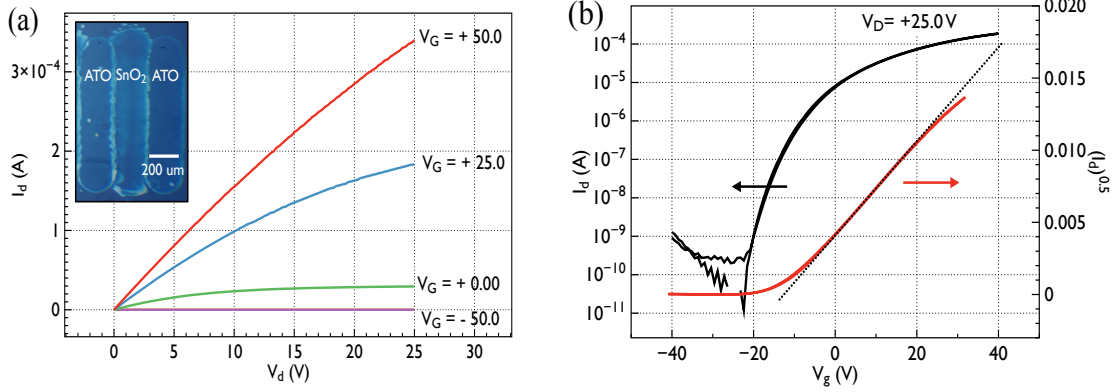 (a)
ATO SnO₂ ATO
200 um
V_G = + 50.0
V_G = + 25.0
V_G = + 0.00
V_G = - 50.0
3×10⁻⁴
2
1
0
I_d (A)
0 5 10 15 20 25 30
V_d (V)
(b)
V_D= +25.0 V
10⁻⁴
10⁻⁵
10⁻⁶
10⁻⁷
10⁻⁸
10⁻⁹
10⁻¹⁰
10⁻¹¹
I_d (A)
0.020
0.015
0.010
0.005
0
(I_d)^0.5
−40 −20 0 20 40
V_g (V)